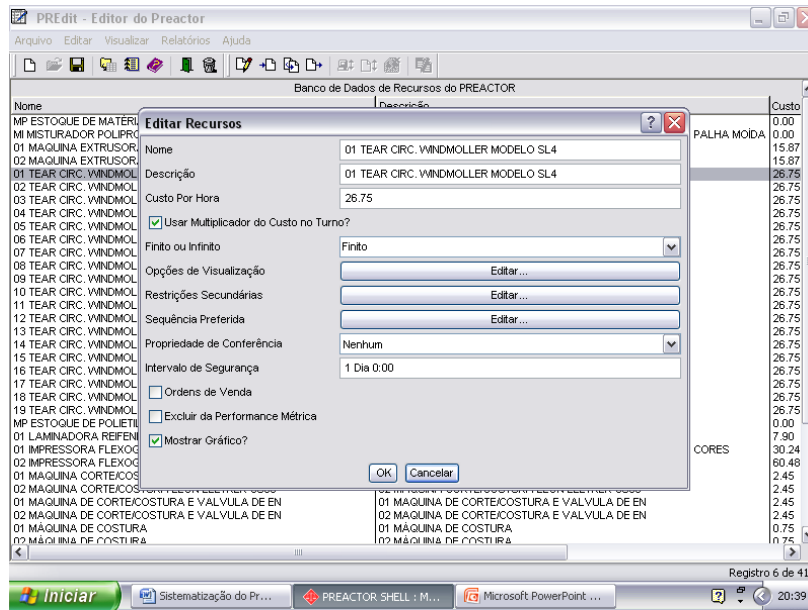 PREdit - Editor do Preactor
Arquivo Editar Visualizar Relatórios Ajuda
Banco de Dados de Recursos do PREACTOR
Nome Descrição Custo
MP ESTOQUE DE MATÉRI 0.00
MI MISTURADOR POLIPRO PALHA MOÍDA 0.00
01 MAQUINA EXTRUSOR 15.87
02 MAQUINA EXTRUSOR 15.87
01 TEAR CIRC. WINDMOL 26.75
02 TEAR CIRC. WINDMOL 26.75
03 TEAR CIRC. WINDMOL 26.75
04 TEAR CIRC. WINDMOL 26.75
05 TEAR CIRC. WINDMOL 26.75
06 TEAR CIRC. WINDMOL 26.75
07 TEAR CIRC. WINDMOL 26.75
08 TEAR CIRC. WINDMOL 26.75
09 TEAR CIRC. WINDMOL 26.75
10 TEAR CIRC. WINDMOL 26.75
11 TEAR CIRC. WINDMOL 26.75
12 TEAR CIRC. WINDMOL 26.75
13 TEAR CIRC. WINDMOL 26.75
14 TEAR CIRC. WINDMOL 26.75
15 TEAR CIRC. WINDMOL 26.75
16 TEAR CIRC. WINDMOL 26.75
17 TEAR CIRC. WINDMOL 26.75
18 TEAR CIRC. WINDMOL 26.75
19 TEAR CIRC. WINDMOL 26.75
MP ESTOQUE DE POLIETIL 0.00
01 LAMINADORA REIFEN 7.90
01 IMPRESSORA FLEXOG CORES 30.24
02 IMPRESSORA FLEXOG 60.48
01 MAQUINA CORTE/COS 2.45
02 MAQUINA 2.45
01 MAQUINA DE CORTE/COSTURA E VALVULA DE EN 01 MAQUINA DE CORTE/COSTURA E VALVULA DE EN 2.45
02 MAQUINA DE CORTE/COSTURA E VALVULA DE EN 02 MAQUINA DE CORTE/COSTURA E VALVULA DE EN 2.45
01 MÁQUINA DE COSTURA 01 MÁQUINA DE COSTURA 0.75
02 MÁQUINA DE COSTURA 02 MÁQUINA DE COSTURA 0.75
Editar Recursos
Nome 01 TEAR CIRC. WINDMOLLER MODELO SL4
Descrição 01 TEAR CIRC. WINDMOLLER MODELO SL4
Custo Por Hora 26.75
Usar Multiplicador do Custo no Turno?
Finito ou Infinito Finito
Opções de Visualização Editar...
Restrições Secundárias Editar...
Sequência Preferida Editar...
Propriedade de Conferência Nenhum
Intervalo de Segurança 1 Dia 0:00
Ordens de Venda
Excluir da Performance Métrica
Mostrar Gráfico?
OK Cancelar
Registro 6 de 41
Iniciar Sistematização do Pr... PREACTOR SHELL : M... Microsoft PowerPoint ... 20:39